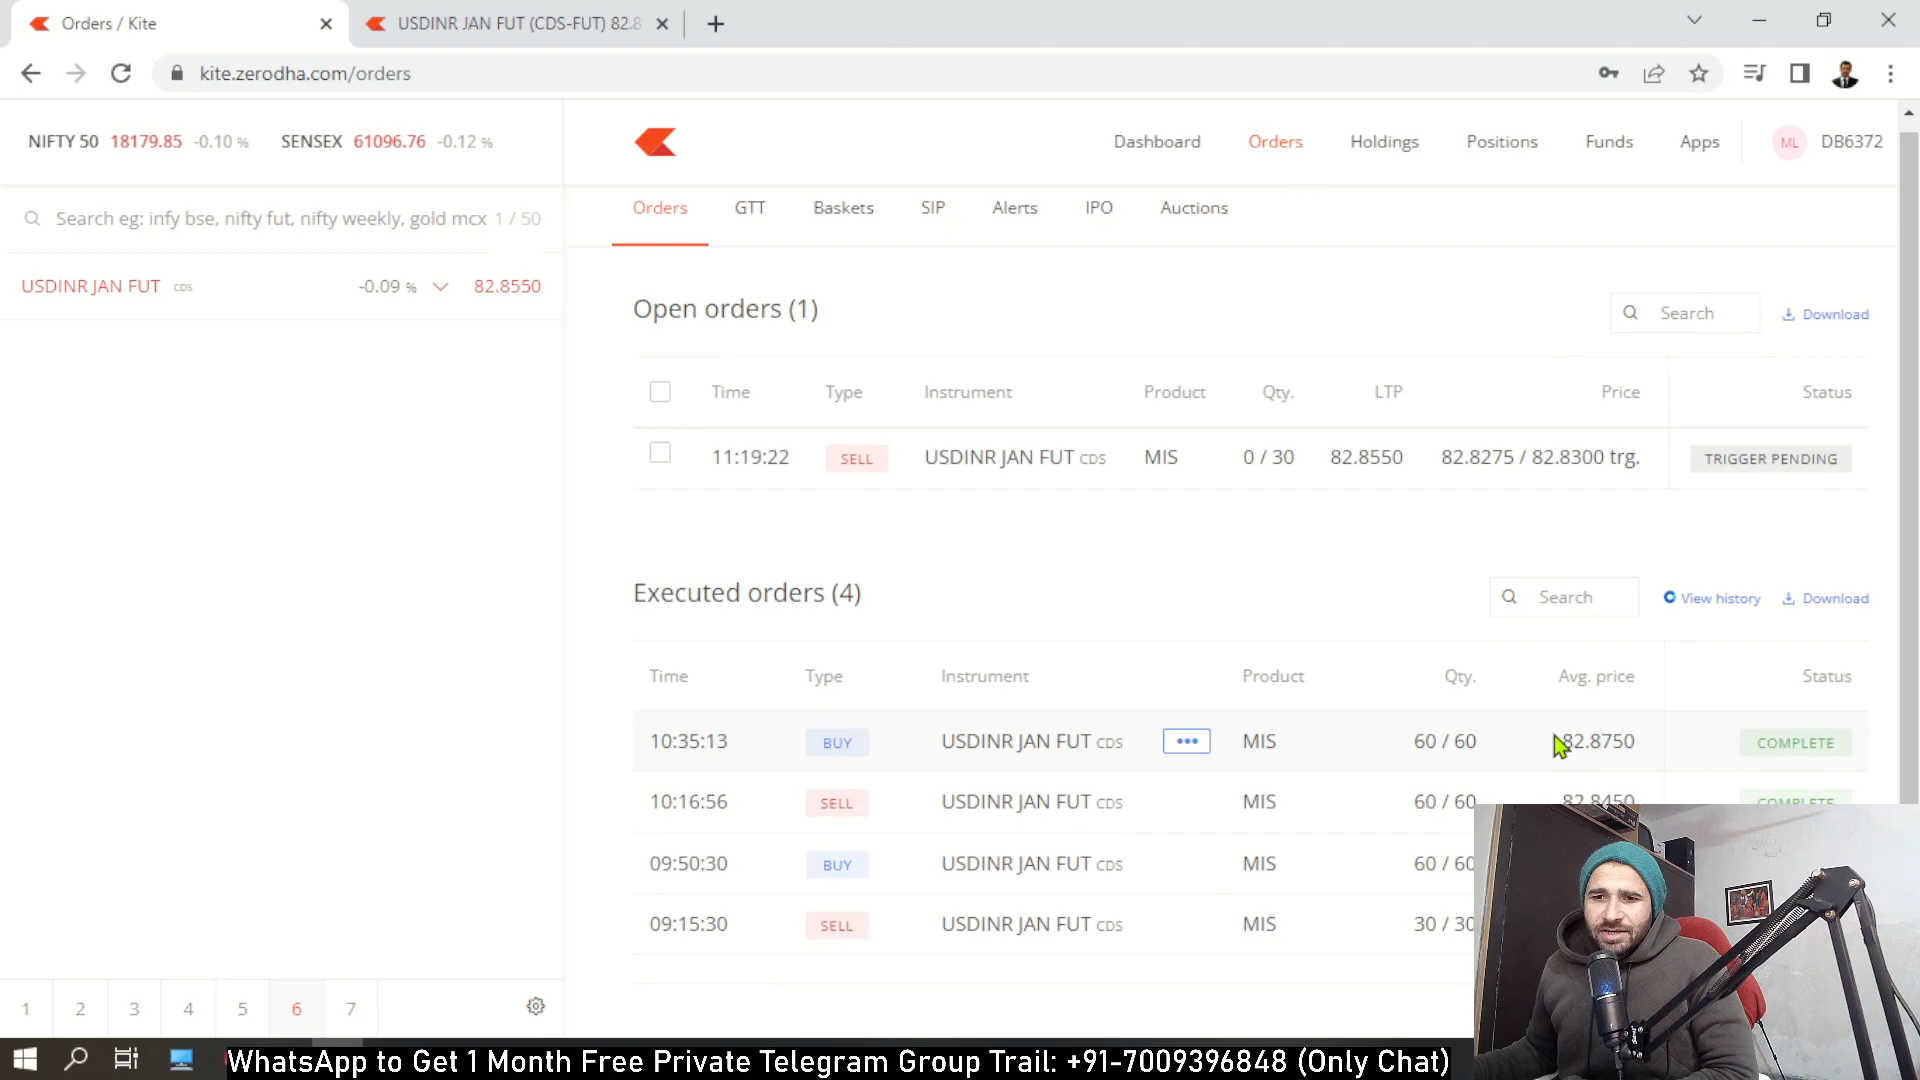 Orders / Kite
USDINR JAN FUT (CDS-FUT) 82.8
kite.zerodha.com/orders
NIFTY 50 18179.85 -0.10 % SENSEX 61096.76 -0.12 %
Dashboard Orders Holdings Positions Funds Apps ML DB6372
Search eg: infy bse, nifty fut, nifty weekly, gold mcx 1 / 50
Orders GTT Baskets SIP Alerts IPO Auctions
USDINR JAN FUT CDS -0.09 % 82.8550
Open orders (1)
Search Download
Time Type Instrument Product Qty. LTP Price Status
11:19:22 SELL USDINR JAN FUT CDS MIS 0 / 30 82.8550 82.8275 / 82.8300 trg. TRIGGER PENDING
Executed orders (4)
Search View history Download
Time Type Instrument Product Qty. Avg. price Status
10:35:13 BUY USDINR JAN FUT CDS ••• MIS 60 / 60 82.8750 COMPLETE
10:16:56 SELL USDINR JAN FUT CDS MIS 60 / 60 82.8450 COMPLETE
09:50:30 BUY USDINR JAN FUT CDS MIS 60 / 60
09:15:30 SELL USDINR JAN FUT CDS MIS 30 / 30
1 2 3 4 5 6 7
WhatsApp to Get 1 Month Free Private Telegram Group Trail: +91-7009396848 (Only Chat)